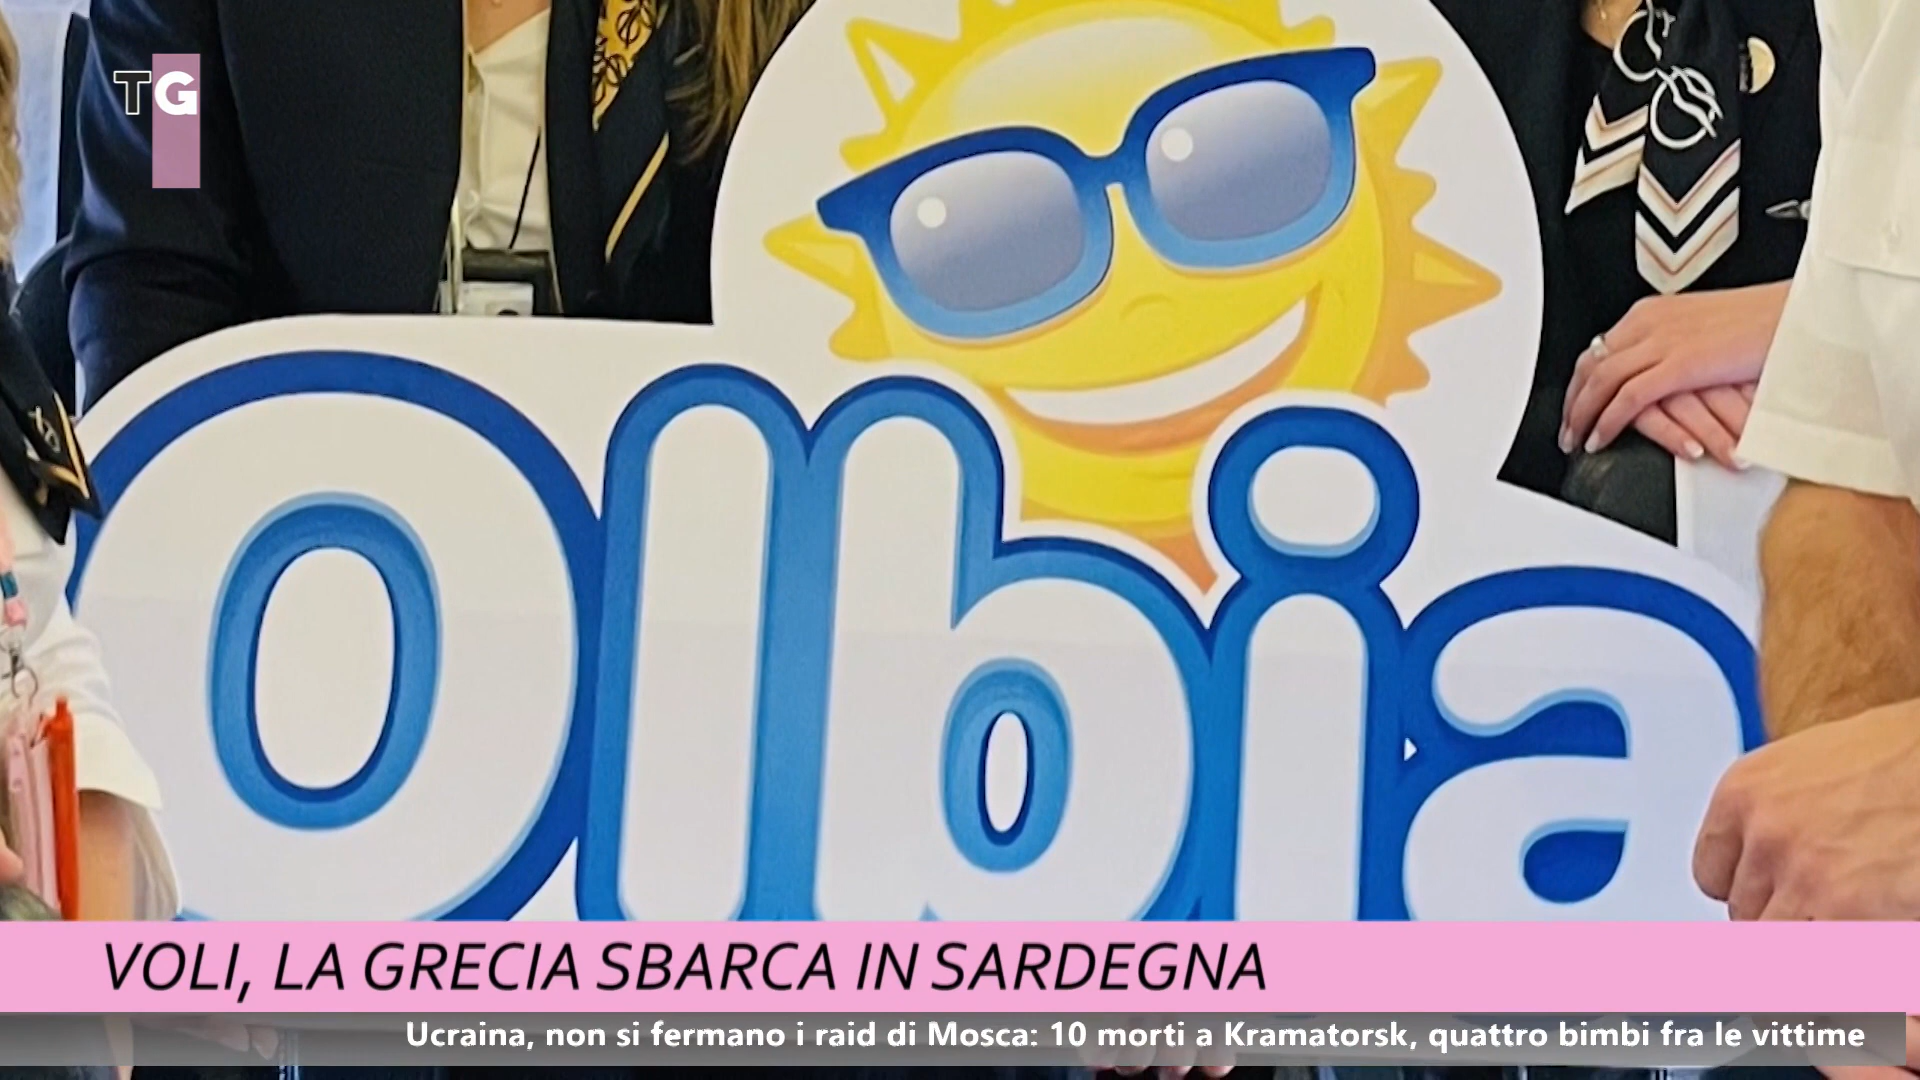 TG
Olbia
VOLI, LA GRECIA SBARCA IN SARDEGNA
Ucraina, non si fermano i raid di Mosca: 10 morti a Kramatorsk, quattro bimbi fra le vittime